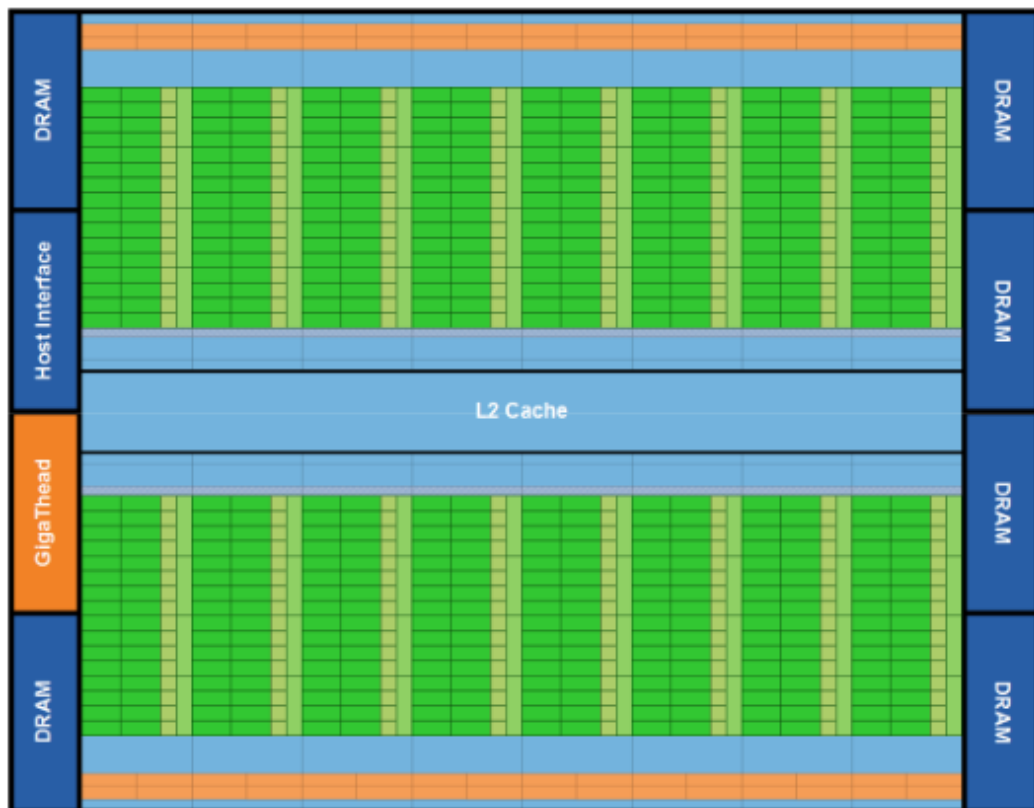 DRAM
Host Interface
GigaThead
DRAM
L2 Cache
DRAM
DRAM
DRAM
DRAM